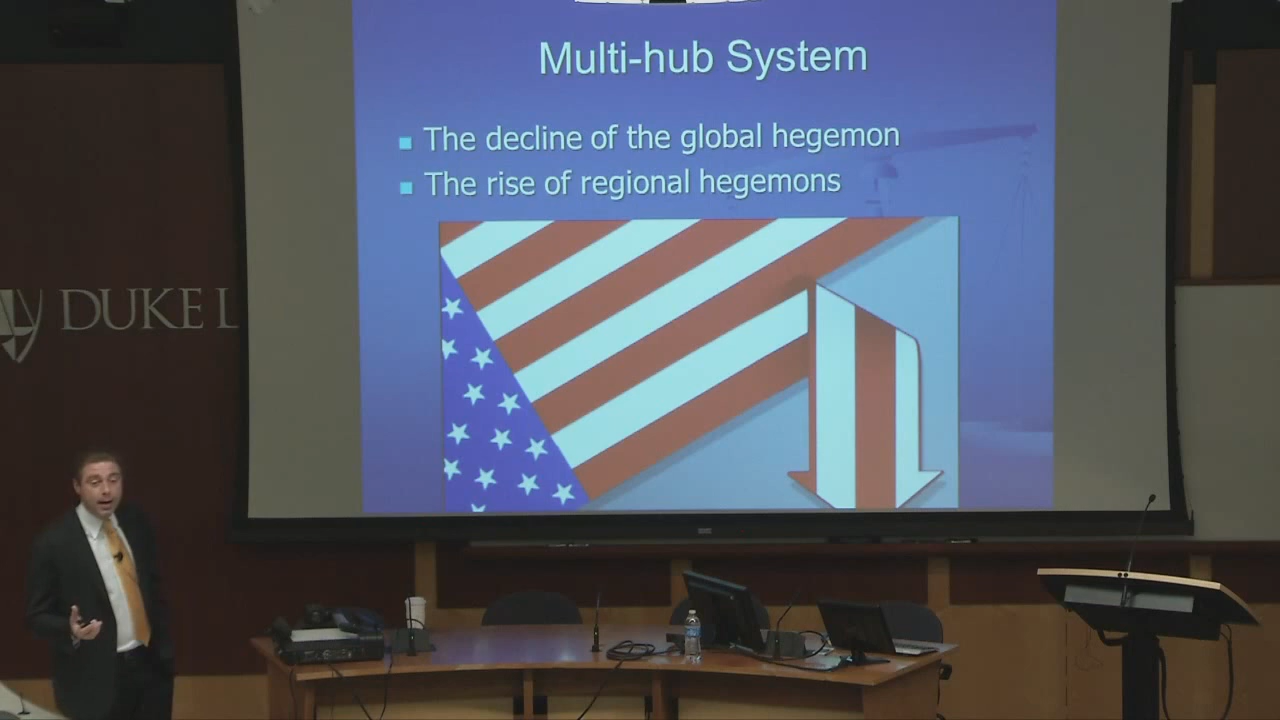 Multi-hub System
The decline of the global hegemon
The rise of regional hegemons
DUKE L